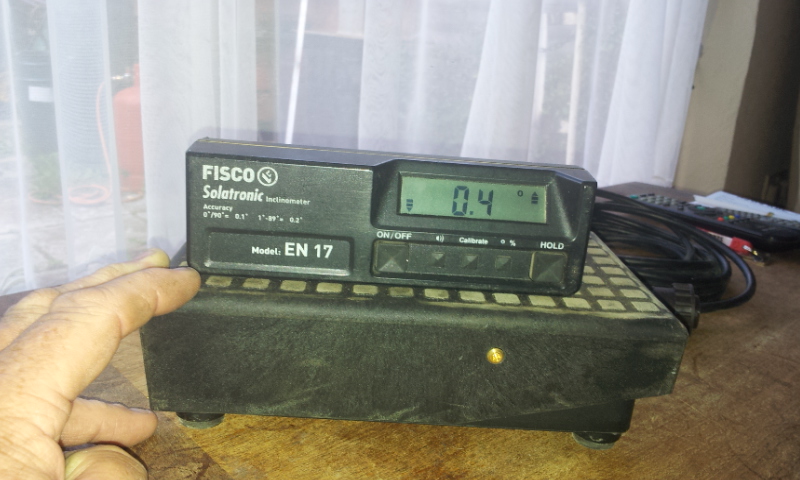 FISCO
Solatronic Inclinometer
Accuracy
0°/90°= 0.1° 1°-89°= 0.2°
Model: EN 17
0.4 °
ON/OFF
Calibrate
° %
HOLD